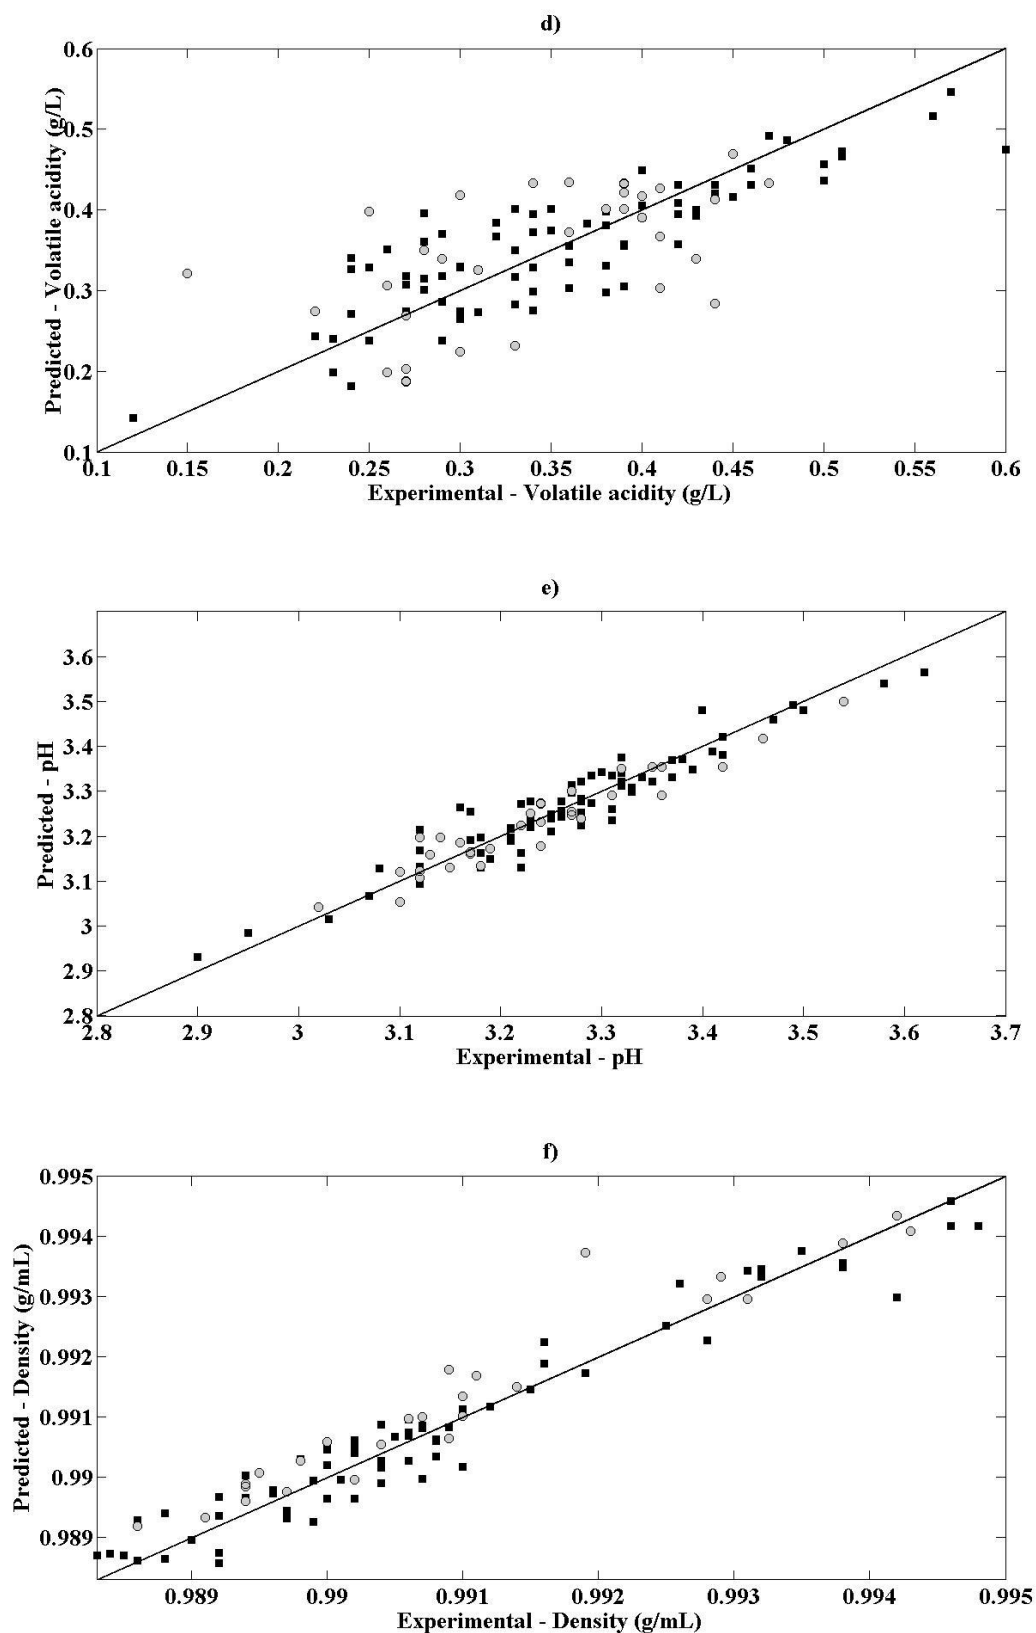 d)
0.6
0.5
0.4
0.3
0.2
0.1
Predicted - Volatile acidity (g/L)
0.1 0.15 0.2 0.25 0.3 0.35 0.4 0.45 0.5 0.55 0.6
Experimental - Volatile acidity (g/L)
e)
3.6
3.5
3.4
3.3
3.2
3.1
3
2.9
2.8
Predicted - pH
2.8 2.9 3 3.1 3.2 3.3 3.4 3.5 3.6 3.7
Experimental - pH
f)
0.995
0.994
0.993
0.992
0.991
0.99
0.989
Predicted - Density (g/mL)
0.989 0.99 0.991 0.992 0.993 0.994 0.995
Experimental - Density (g/mL)